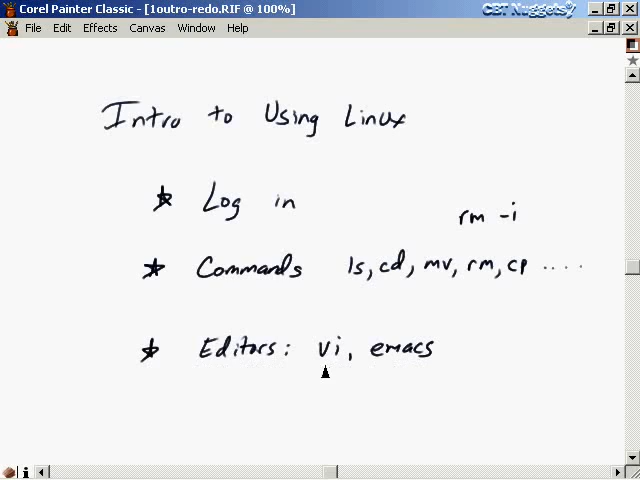 Corel Painter Classic - [1outro-redo.RIF @ 100%]
CBT Nuggets
File Edit Effects Canvas Window Help
Intro to Using Linux
★ Log in
rm -i
★ Commands ls, cd, mv, rm, cp ....
★ Editors: vi, emacs